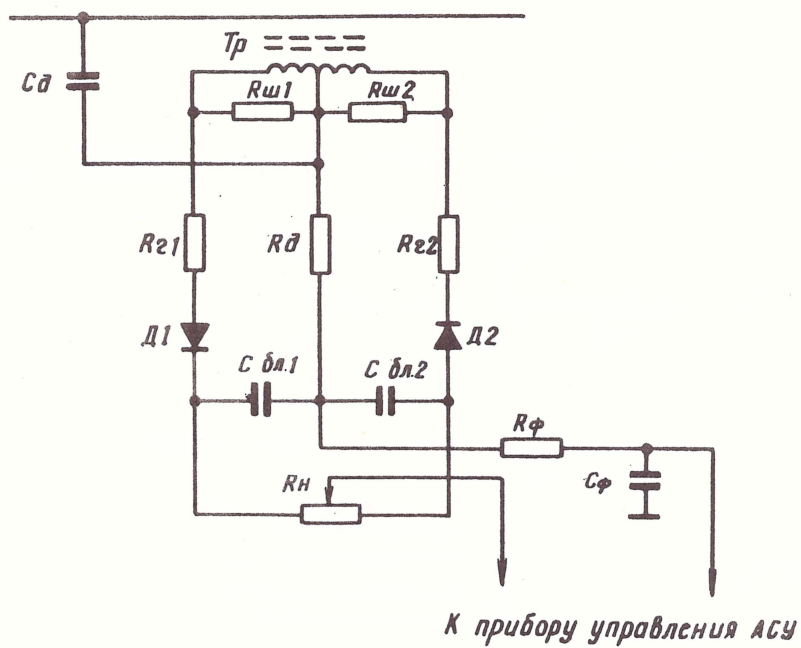 Тр
Сд
Rш1
Rш2
Rг1
Rд
Rг2
Д1
Д2
С бл.1
С бл.2
Rф
Rн
Сф
К прибору управления АСУ